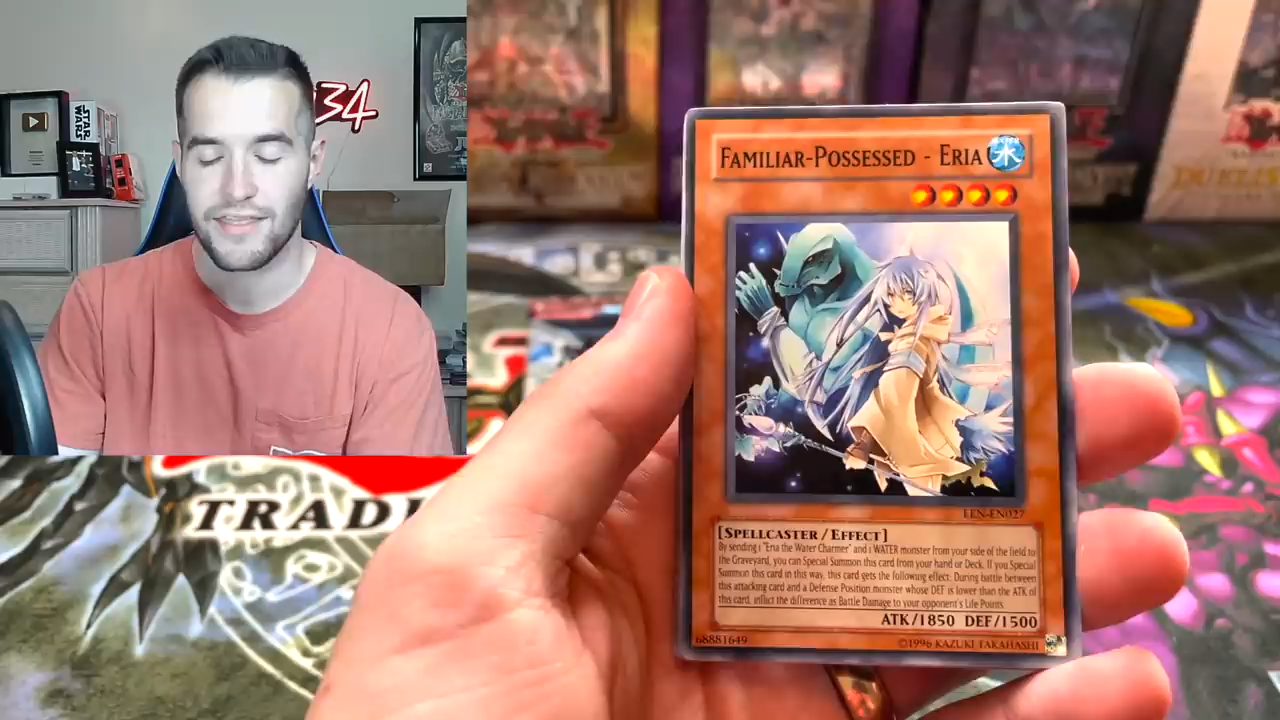 34
STAR
WARS
FAMILIAR-POSSESSED - ERIA
水
EEN-EN027
[SPELLCASTER / EFFECT]
By sending 1 "Eria the Water Charmer" and 1 WATER monster from your side of the field to
the Graveyard, you can Special Summon this card from your hand or Deck. If you Special
Summon this card in this way, this card gets the following effect: During battle between
this attacking card and a Defense Position monster whose DEF is lower than the ATK of
this card, inflict the difference as Battle Damage to your opponent's Life Points.
ATK/1850 DEF/1500
68881649
©1996 KAZUKI TAKAHASHI
TRADI